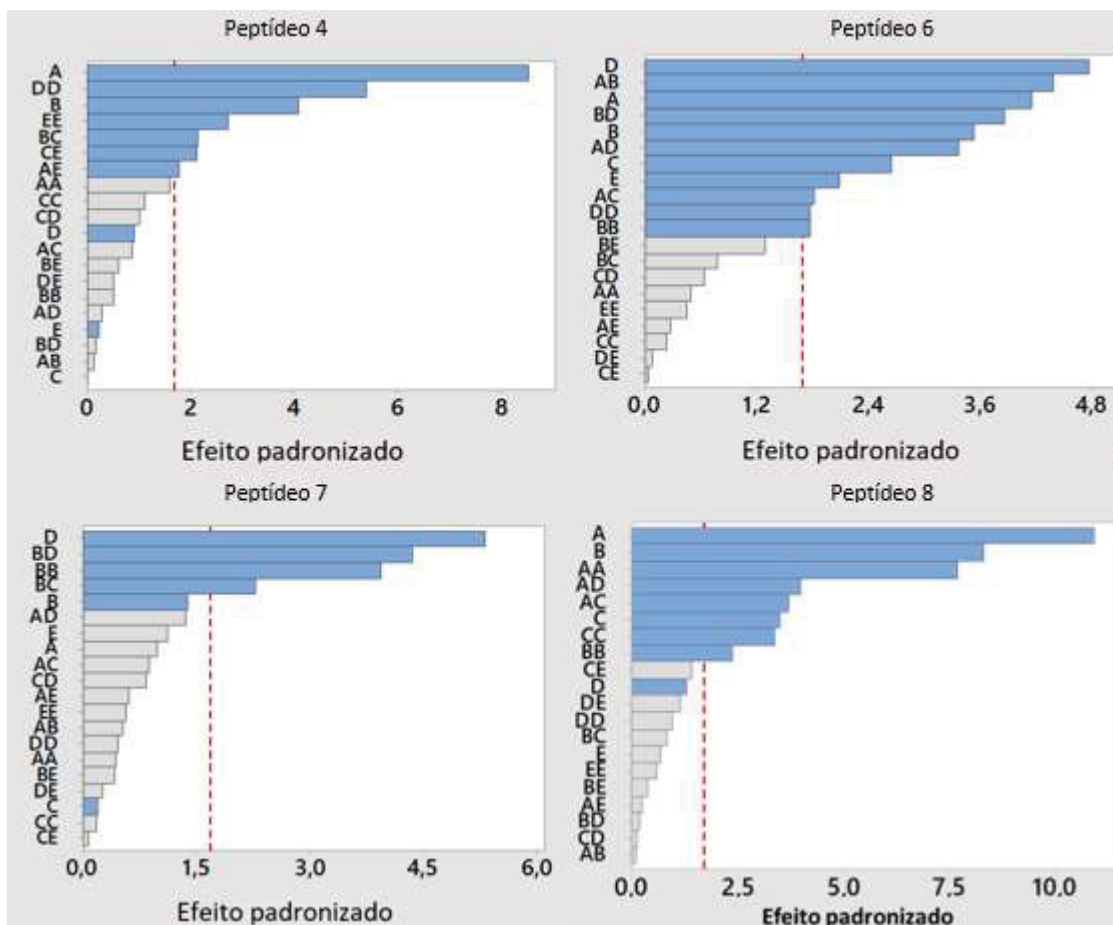 Peptídeo 4
A
DD
B
EE
BC
CE
AE
AA
CC
CD
D
AC
BE
DE
BB
AD
E
BD
AB
C
0 2 4 6 8
Efeito padronizado
Peptídeo 6
D
AB
A
BD
B
AD
C
E
AC
DD
BB
BE
BC
CD
AA
EE
AE
CC
DE
CE
0,0 1,2 2,4 3,6 4,8
Efeito padronizado
Peptídeo 7
D
BD
BB
BC
B
AD
E
A
AC
CD
AE
EE
AB
DD
AA
BE
DE
C
CC
CE
0,0 1,5 3,0 4,5 6,0
Efeito padronizado
Peptídeo 8
A
B
AA
AD
AC
C
CC
BB
CE
D
DE
DD
BC
E
EE
BE
AE
BD
CD
AB
0,0 2,5 5,0 7,5 10,0
Efeito padronizado